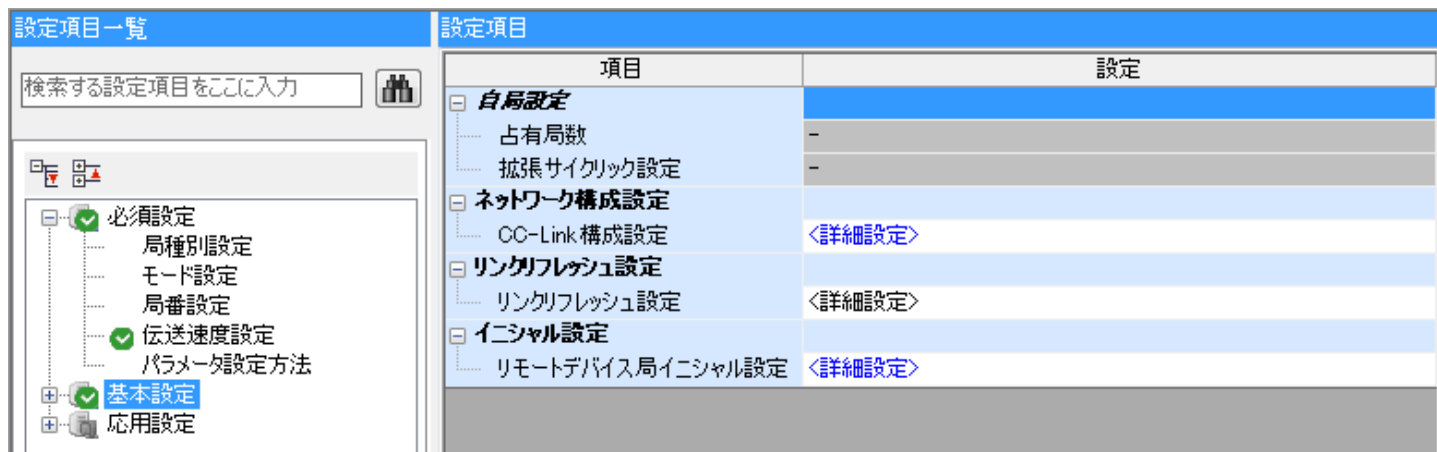 設定項目一覧
検索する設定項目をここに入力
必須設定
局種別設定
モード設定
局番設定
伝送速度設定
パラメータ設定方法
基本設定
応用設定
設定項目
項目 設定
自局設定
占有局数 -
拡張サイクリック設定 -
ネットワーク構成設定
CC-Link構成設定 <詳細設定>
リンクリフレッシュ設定
リンクリフレッシュ設定 <詳細設定>
イニシャル設定
リモートデバイス局イニシャル設定 <詳細設定>